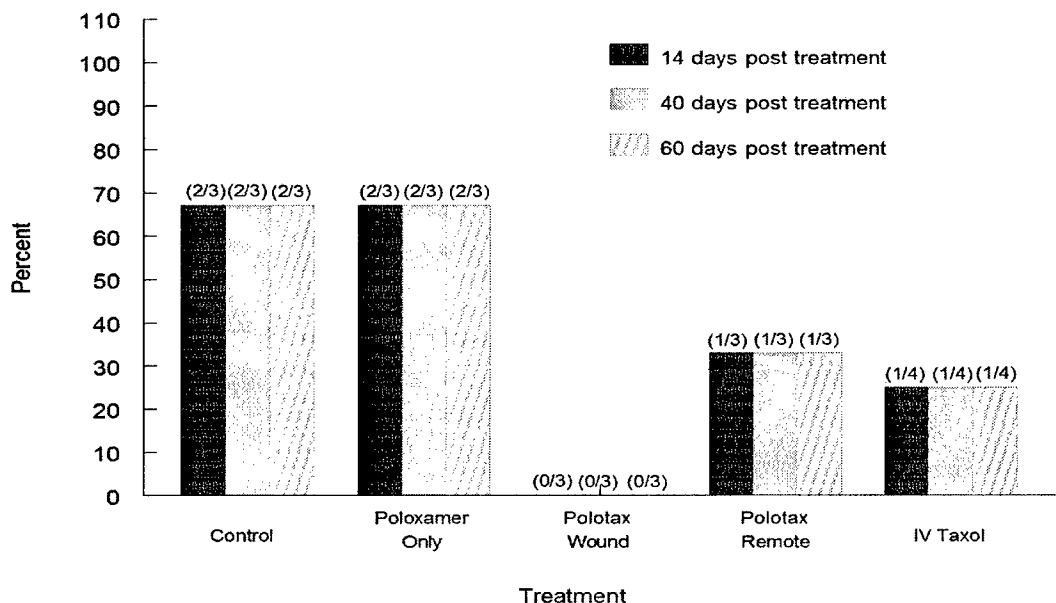 110
100
90
80
70
60
50
40
30
20
10
0
Percent
14 days post treatment
40 days post treatment
60 days post treatment
(2/3) (2/3) (2/3)
(2/3) (2/3) (2/3)
(0/3) (0/3) (0/3)
(1/3) (1/3) (1/3)
(1/4) (1/4) (1/4)
Control
Poloxamer
Only
Polotax
Wound
Polotax
Remote
IV Taxol
Treatment